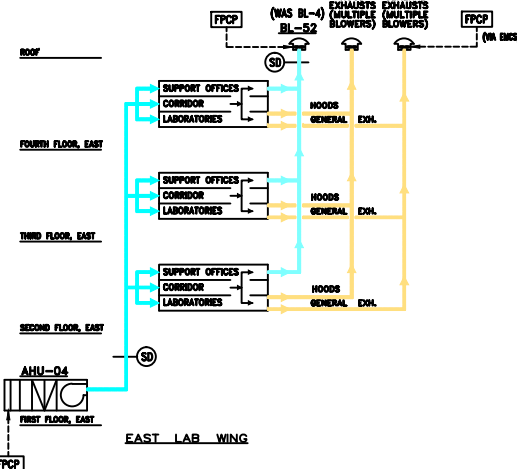 EXHAUSTS EXHAUSTS
(WAS BL-4) (MULTIPLE (MULTIPLE
FPCP BL-52 BLOWERS) BLOWERS) FPCP
(VIA EMCS
ROOF
SD
SUPPORT OFFICES
CORRIDOR HOODS
LABORATORIES GENERAL EXH.
FOURTH FLOOR, EAST
SUPPORT OFFICES
CORRIDOR HOODS
LABORATORIES GENERAL EXH.
THIRD FLOOR, EAST
SUPPORT OFFICES
CORRIDOR HOODS
LABORATORIES GENERAL EXH.
SECOND FLOOR, EAST
SD
AHU-04
FIRST FLOOR, EAST
EAST LAB WING
FPCP